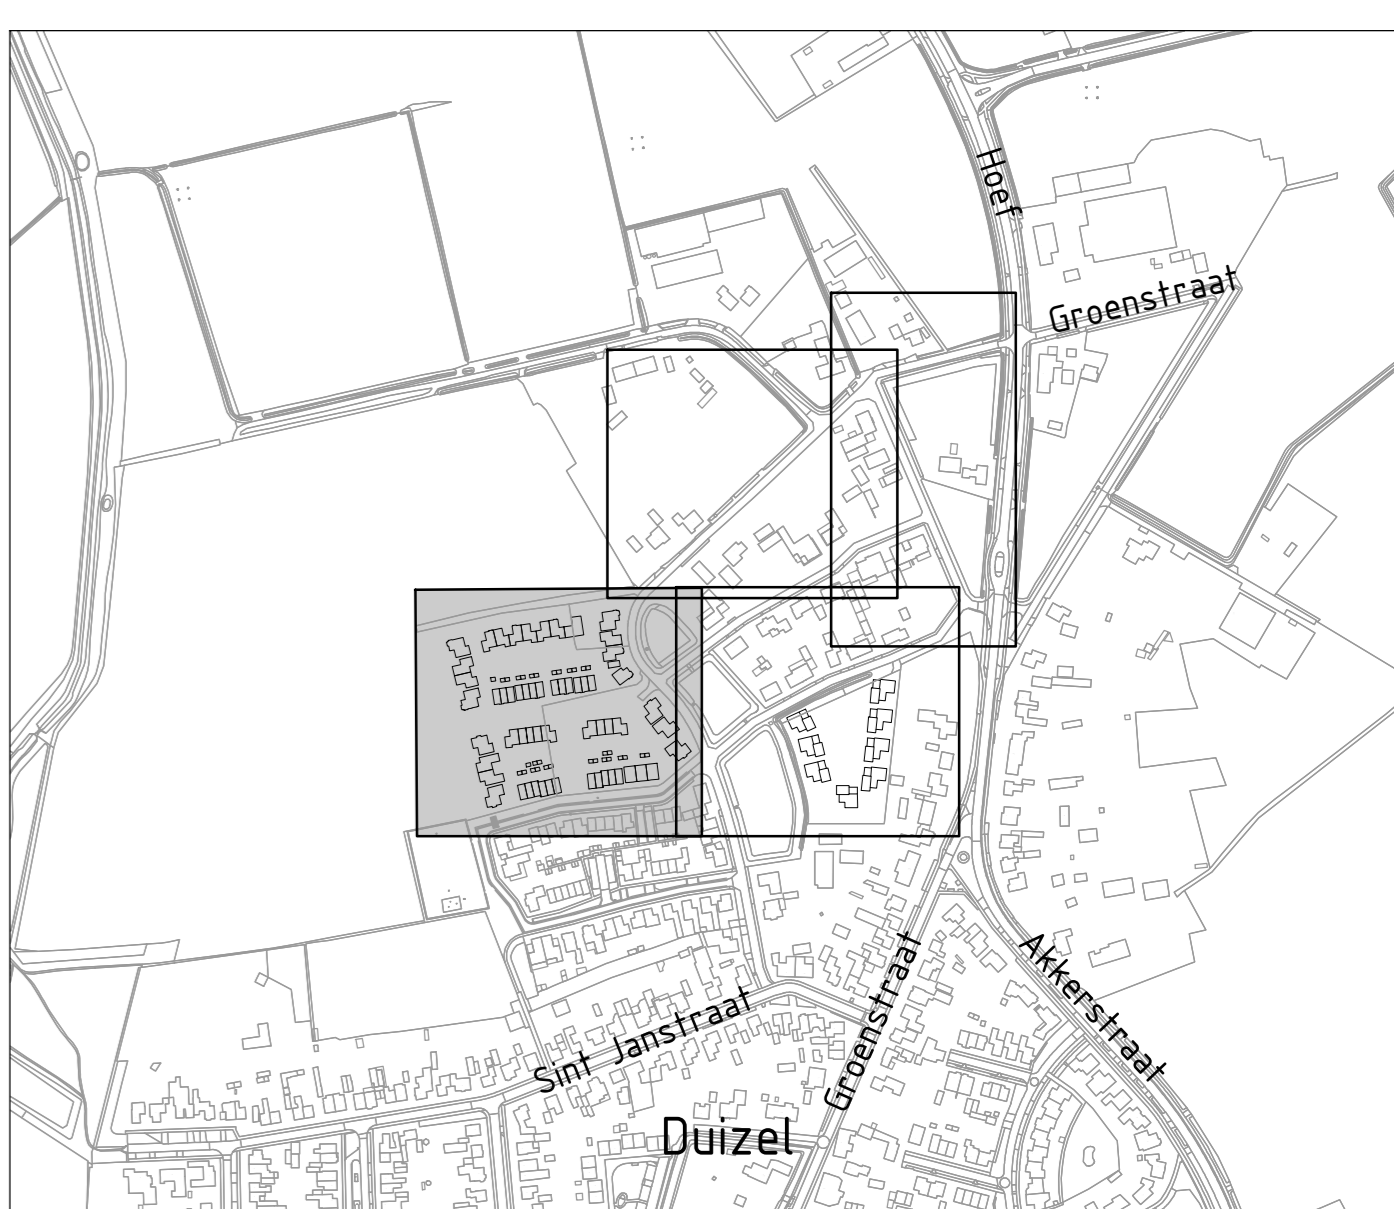 Hoef
Groenstraat
Akkerstraat
Groenstraat
Sint Janstraat
Duizel